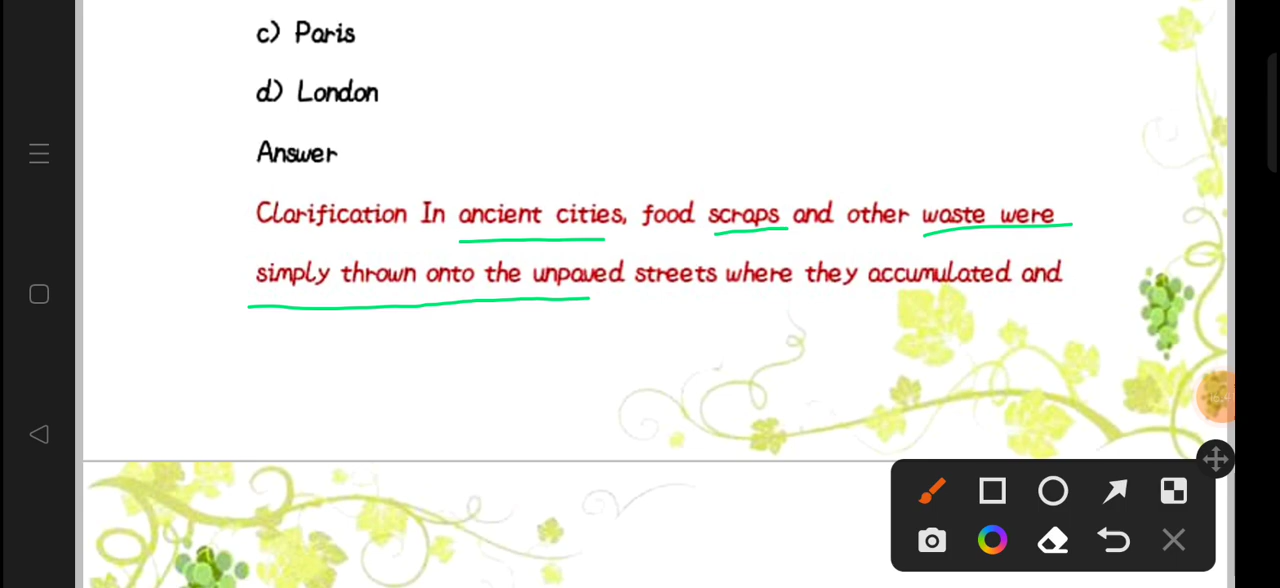 c) Paris
d) London
Answer
Clarification In ancient cities, food scraps and other waste were
simply thrown onto the unpaved streets where they accumulated and